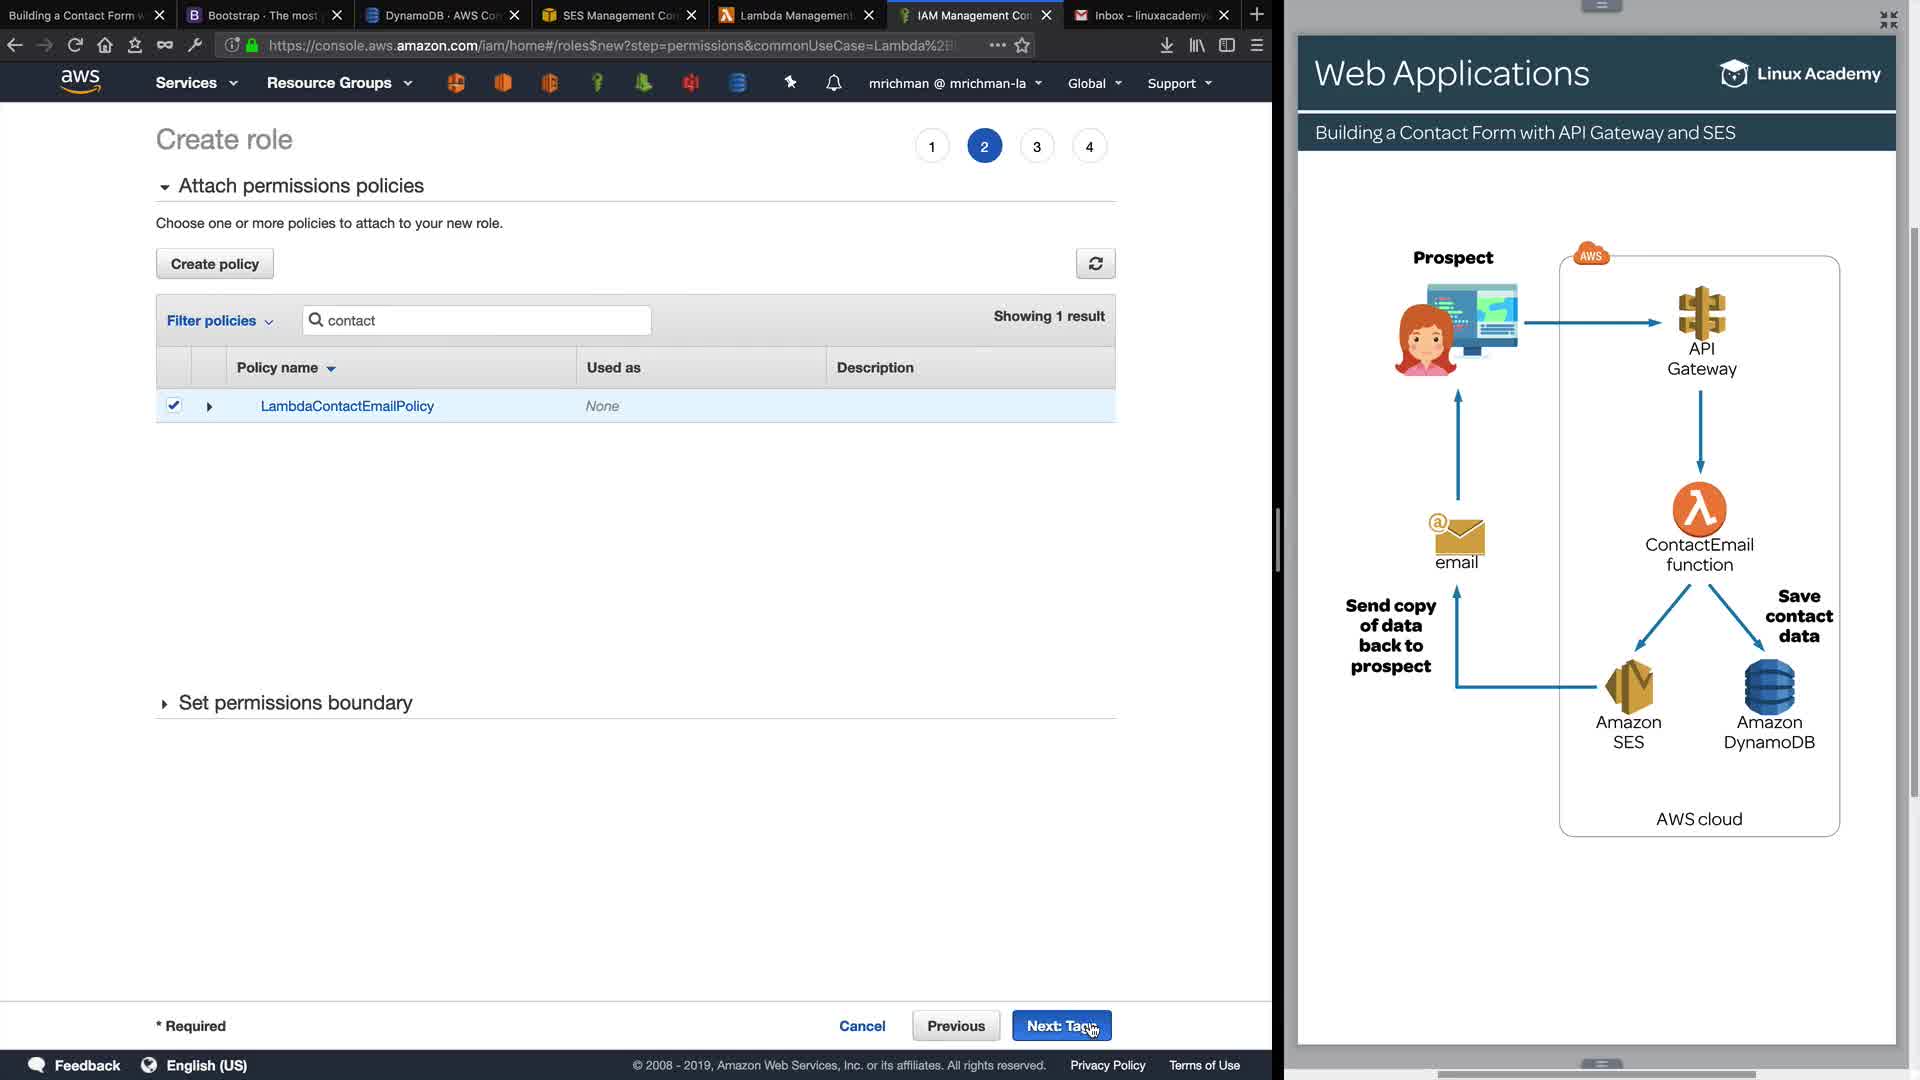 Building a Contact Form w
Bootstrap · The most
DynamoDB · AWS Con
SES Management Con
Lambda Management
IAM Management Con
Inbox – linuxacademy
https://console.aws.amazon.com/iam/home#/roles$new?step=permissions&commonUseCase=Lambda%2B
aws
Services
Resource Groups
mrichman @ mrichman-la
Global
Support
Create role
1
2
3
4
Attach permissions policies
Choose one or more policies to attach to your new role.
Create policy
Filter policies
contact
Showing 1 result
Policy name
Used as
Description
LambdaContactEmailPolicy
None
Set permissions boundary
* Required
Cancel
Previous
Next: Tags
Feedback
English (US)
© 2008 - 2019, Amazon Web Services, Inc. or its affiliates. All rights reserved.
Privacy Policy
Terms of Use
Web Applications
Linux Academy
Building a Contact Form with API Gateway and SES
Prospect
AWS
API
Gateway
ContactEmail
function
@
email
Send copy
of data
back to
prospect
Save
contact
data
Amazon
SES
Amazon
DynamoDB
AWS cloud